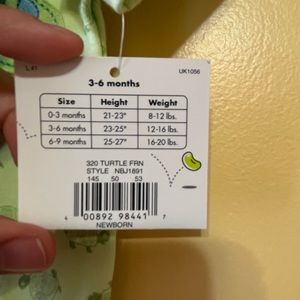 UK1056
3-6 months
Size Height Weight
0-3 months 21-23" 8-12 lbs.
3-6 months 23-25" 12-16 lbs.
6-9 months 25-27" 16-20 lbs.
320 TURTLE FRN
STYLE NBJ1891
145 50 53
4 00892 98441 7
NEWBORN